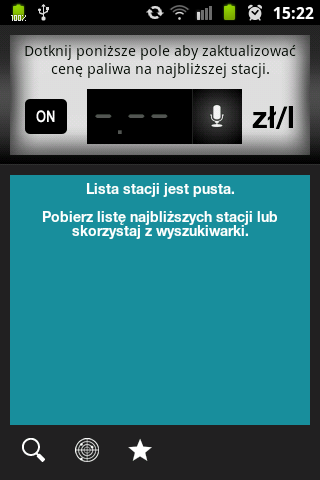 100%
15:22
Dotknij poniższe pole aby zaktualizować
cenę paliwa na najbliższej stacji.
ON
--.-- zł/l
Lista stacji jest pusta.
Pobierz listę najbliższych stacji lub
skorzystaj z wyszukiwarki.